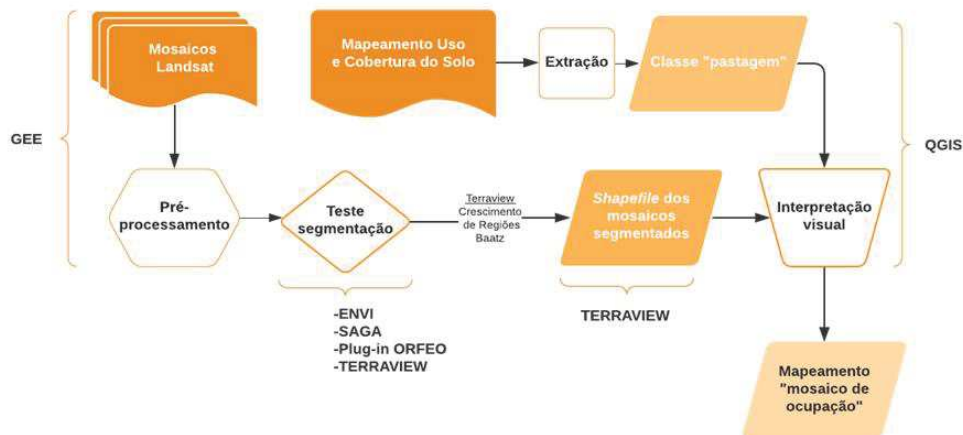 Mosaicos
Landsat
Mapeamento Uso
e Cobertura do Solo
Extração
Classe "pastagem"
GEE
QGIS
Pré-
processamento
Teste
segmentação
Terraview
Crescimento
de Regiões
Baatz
Shapefile dos
mosaicos
segmentados
Interpretação
visual
-ENVI
-SAGA
-Plug-in ORFEO
-TERRAVIEW
TERRAVIEW
Mapeamento
"mosaico de
ocupação"